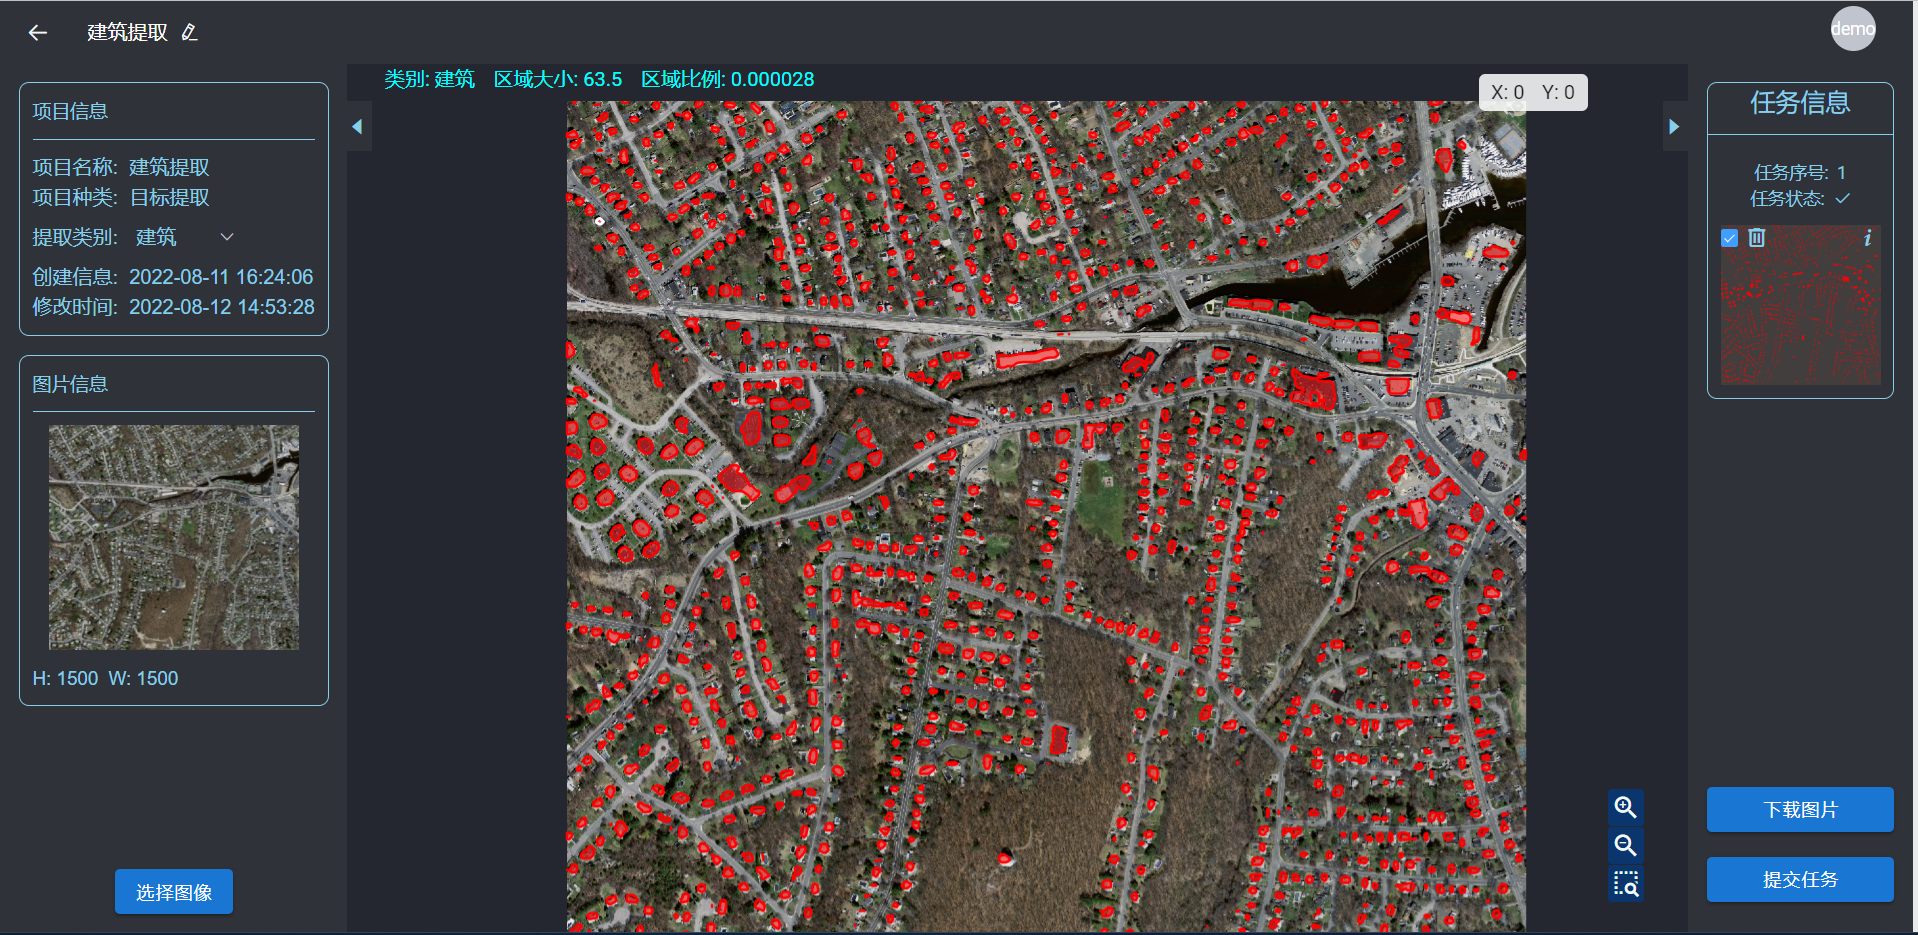 建筑提取
demo
项目信息
项目名称: 建筑提取
项目种类: 目标提取
提取类别: 建筑
创建信息: 2022-08-11 16:24:06
修改时间: 2022-08-12 14:53:28
图片信息
H: 1500 W: 1500
选择图像
类别: 建筑 区域大小: 63.5 区域比例: 0.000028
X: 0 Y: 0
任务信息
任务序号: 1
任务状态: ✓
i
下载图片
提交任务